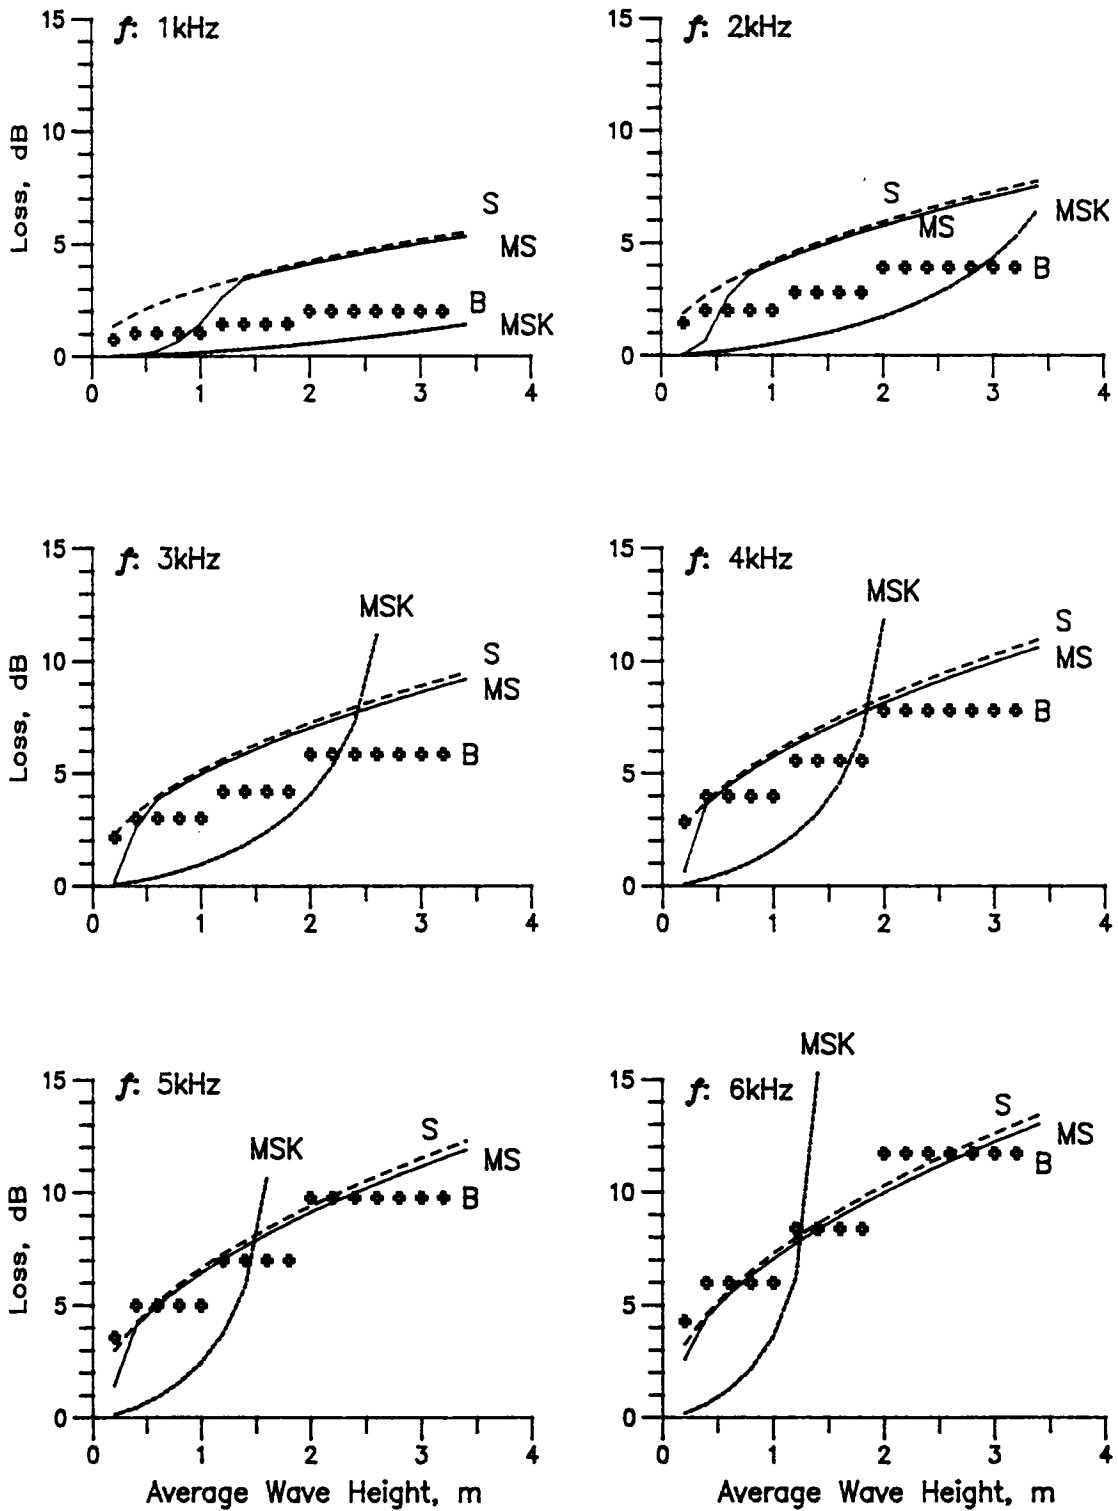 f: 1kHz
15
10
5
0
Loss, dB
S
MS
B
MSK
0 1 2 3 4
f: 2kHz
15
10
5
0
S
MS
MSK
B
0 1 2 3 4
f: 3kHz
15
10
5
0
Loss, dB
MSK
S
MS
B
0 1 2 3 4
f: 4kHz
15
10
5
0
MSK
S
MS
B
0 1 2 3 4
f: 5kHz
15
10
5
0
Loss, dB
MSK
S
MS
B
0 1 2 3 4
Average Wave Height, m
f: 6kHz
15
10
5
0
MSK
S
MS
B
0 1 2 3 4
Average Wave Height, m